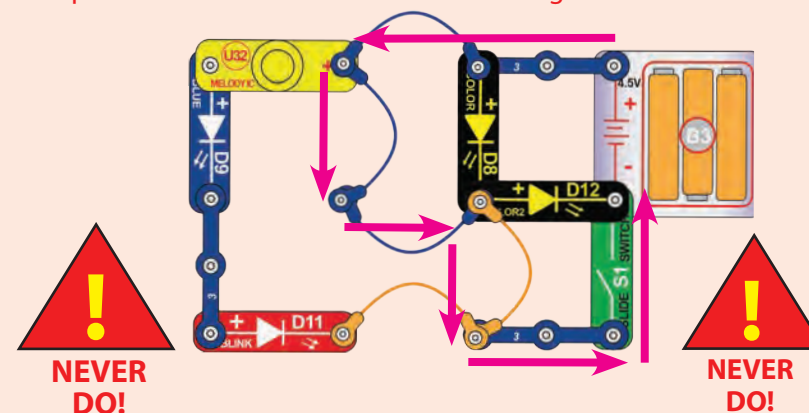 U32
MELODY IC
+
BLUE
+
D9
COLOR
+
D8
3
4.5V
+
-
B3
+
D12
OR2
SLIDE S1 SWITCH
3
+
D11
BLINK
3
!
NEVER
DO!
!
NEVER
DO!